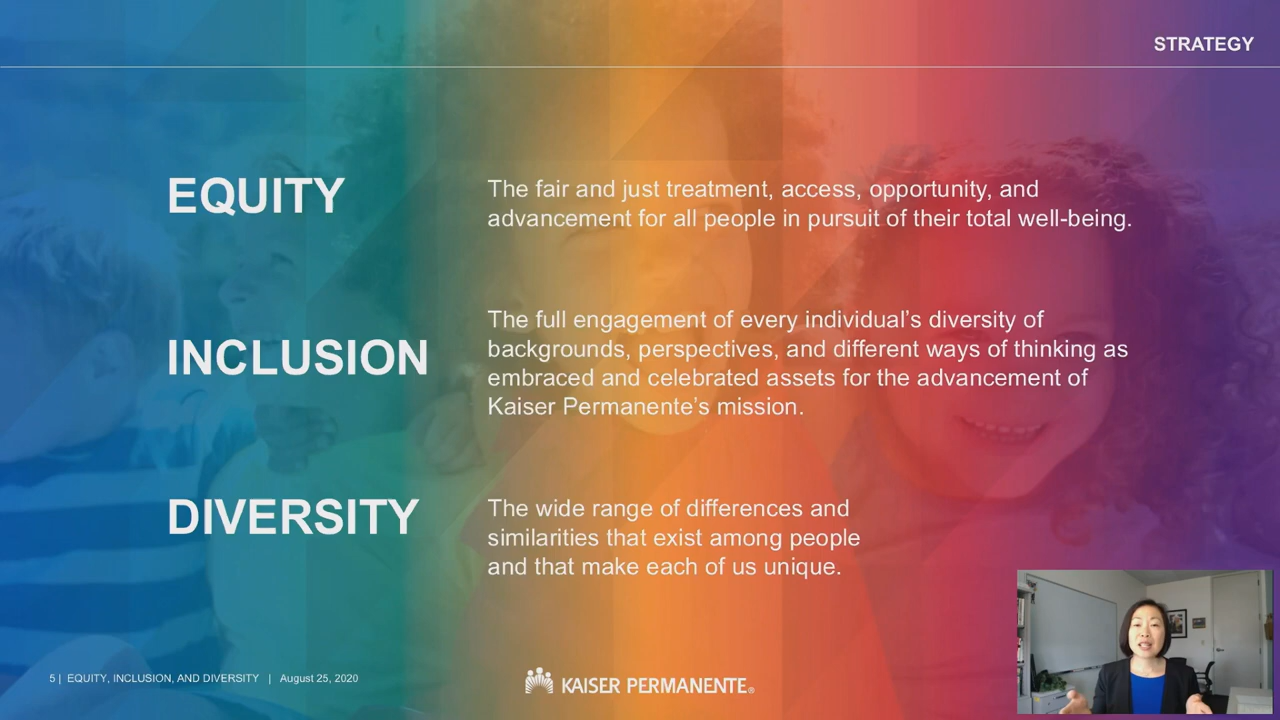 STRATEGY
EQUITY
The fair and just treatment, access, opportunity, and
advancement for all people in pursuit of their total well-being.
INCLUSION
The full engagement of every individual’s diversity of
backgrounds, perspectives, and different ways of thinking as
embraced and celebrated assets for the advancement of
Kaiser Permanente’s mission.
DIVERSITY
The wide range of differences and
similarities that exist among people
and that make each of us unique.
5 | EQUITY, INCLUSION, AND DIVERSITY | August 25, 2020
KAISER PERMANENTE®